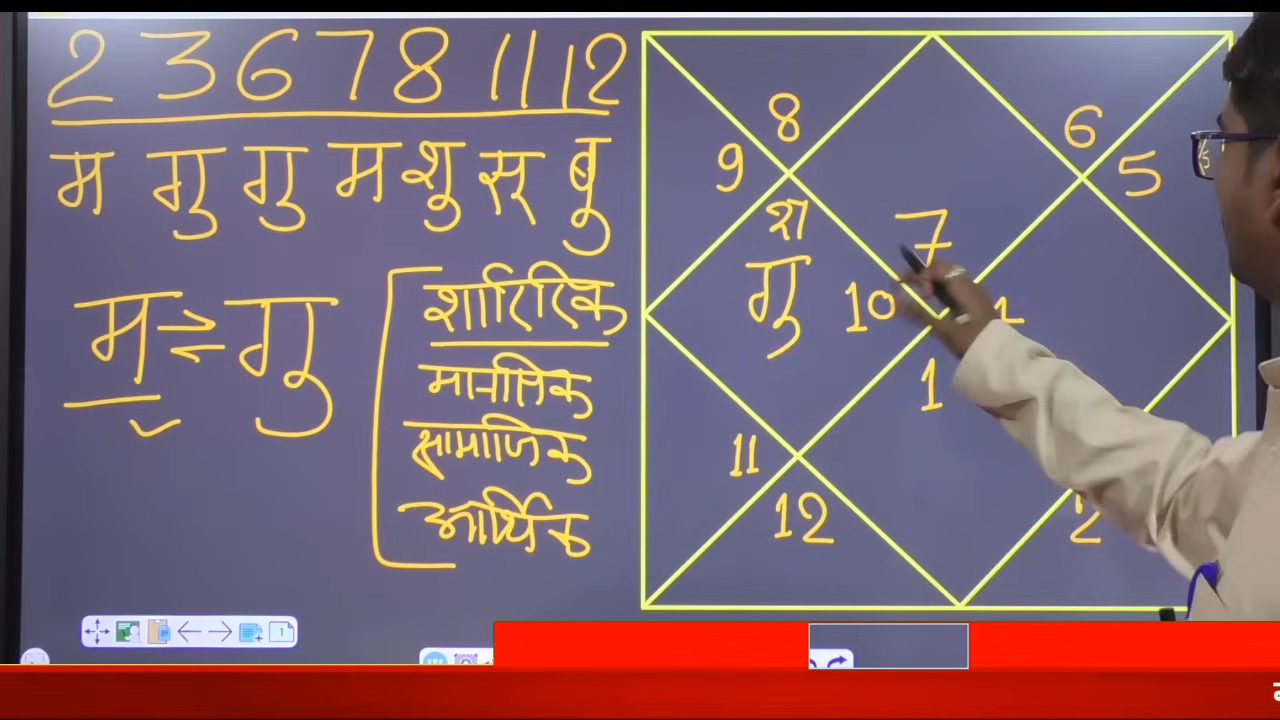 2 3 6 7 8 11 12
म गु गु म शु सू बु
म ⇌ गु
शारिरिक
मानसिक
सामाजिक
आर्थिक
8 6
9 5
श 7
गु 10
1
11
12 2
1